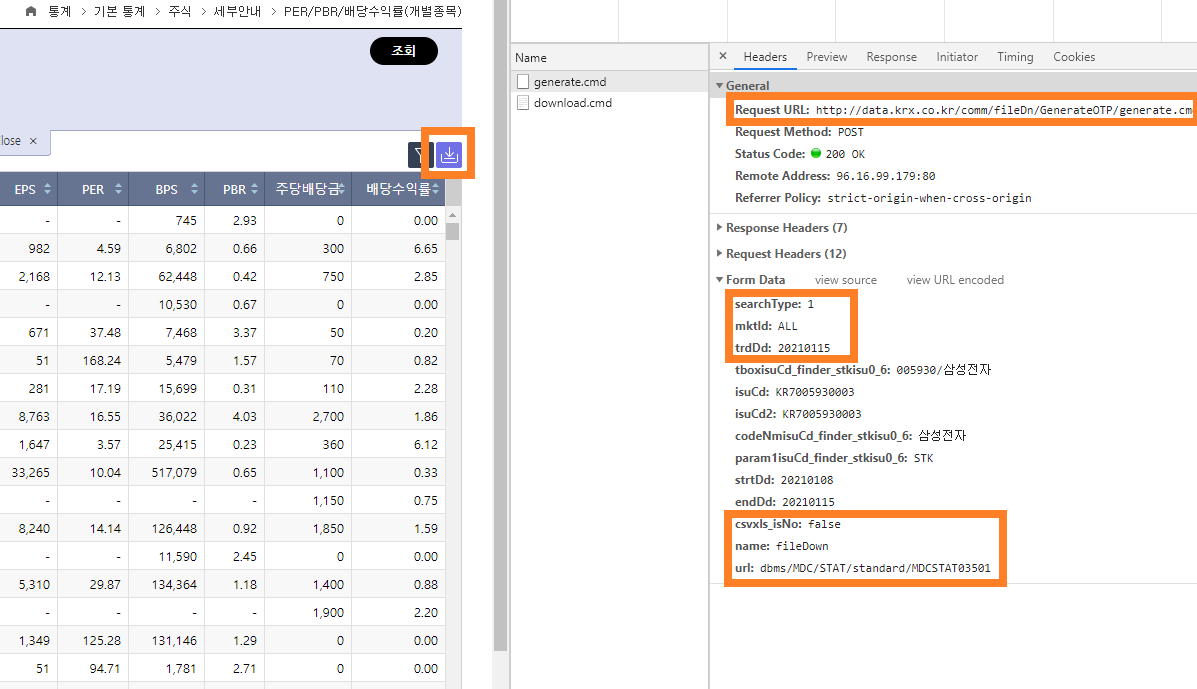 통계 > 기본 통계 > 주식 > 세부안내 > PER/PBR/배당수익률(개별종목)
조회
lose ×
EPS PER BPS PBR 주당배당금 배당수익률
- - 745 2.93 0 0.00
982 4.59 6,802 0.66 300 6.65
2,168 12.13 62,448 0.42 750 2.85
- - 10,530 0.67 0 0.00
671 37.48 7,468 3.37 50 0.20
51 168.24 5,479 1.57 70 0.82
281 17.19 15,699 0.31 110 2.28
8,763 16.55 36,022 4.03 2,700 1.86
1,647 3.57 25,415 0.23 360 6.12
33,265 10.04 517,079 0.65 1,100 0.33
- - - - 1,150 0.75
8,240 14.14 126,448 0.92 1,850 1.59
- - 11,590 2.45 0 0.00
5,310 29.87 134,364 1.18 1,400 0.88
- - - - 1,900 2.20
1,349 125.28 131,146 1.29 0 0.00
51 94.71 1,781 2.71 0 0.00
Name
generate.cmd
download.cmd
× Headers Preview Response Initiator Timing Cookies
General
Request URL: http://data.krx.co.kr/comm/fileDn/GenerateOTP/generate.cm
Request Method: POST
Status Code: 200 OK
Remote Address: 96.16.99.179:80
Referrer Policy: strict-origin-when-cross-origin
Response Headers (7)
Request Headers (12)
Form Data view source view URL encoded
searchType: 1
mktId: ALL
trdDd: 20210115
tboxisuCd_finder_stkisu0_6: 005930/삼성전자
isuCd: KR7005930003
isuCd2: KR7005930003
codeNmisuCd_finder_stkisu0_6: 삼성전자
param1isuCd_finder_stkisu0_6: STK
strtDd: 20210108
endDd: 20210115
csvxls_isNo: false
name: fileDown
url: dbms/MDC/STAT/standard/MDCSTAT03501